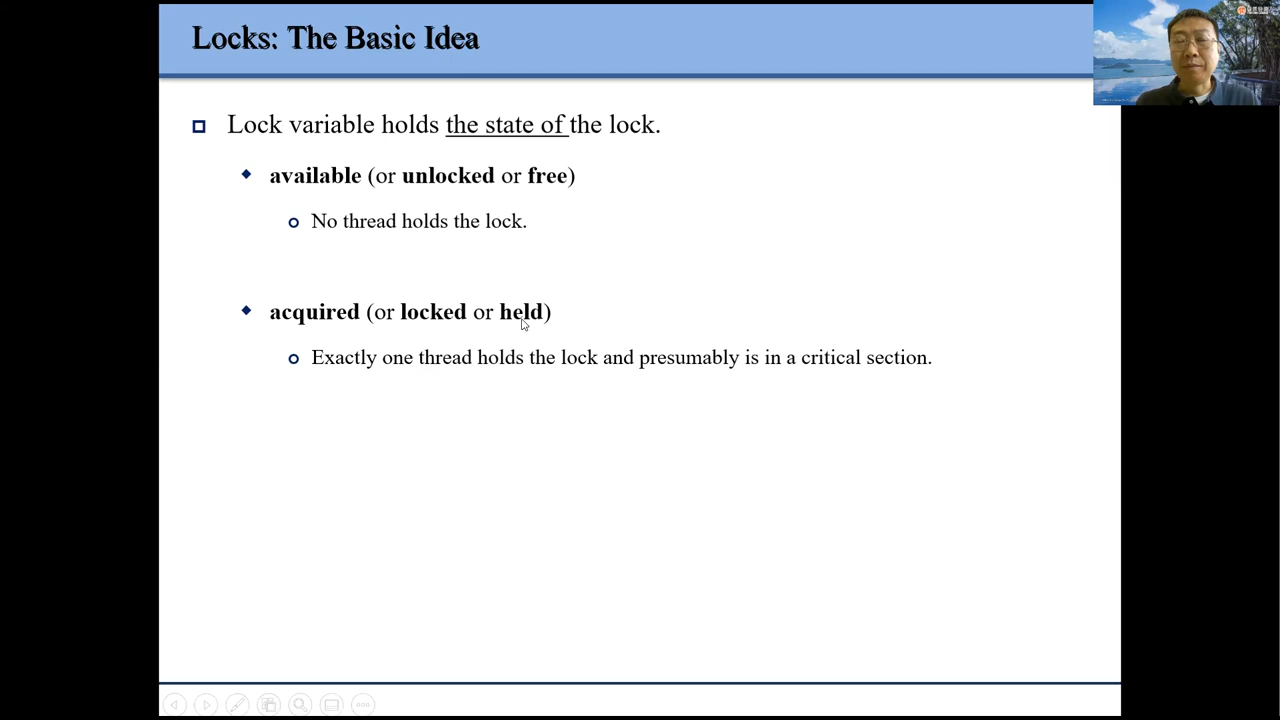 Locks: The Basic Idea
Lock variable holds the state of the lock.
available (or unlocked or free)
No thread holds the lock.
acquired (or locked or held)
Exactly one thread holds the lock and presumably is in a critical section.